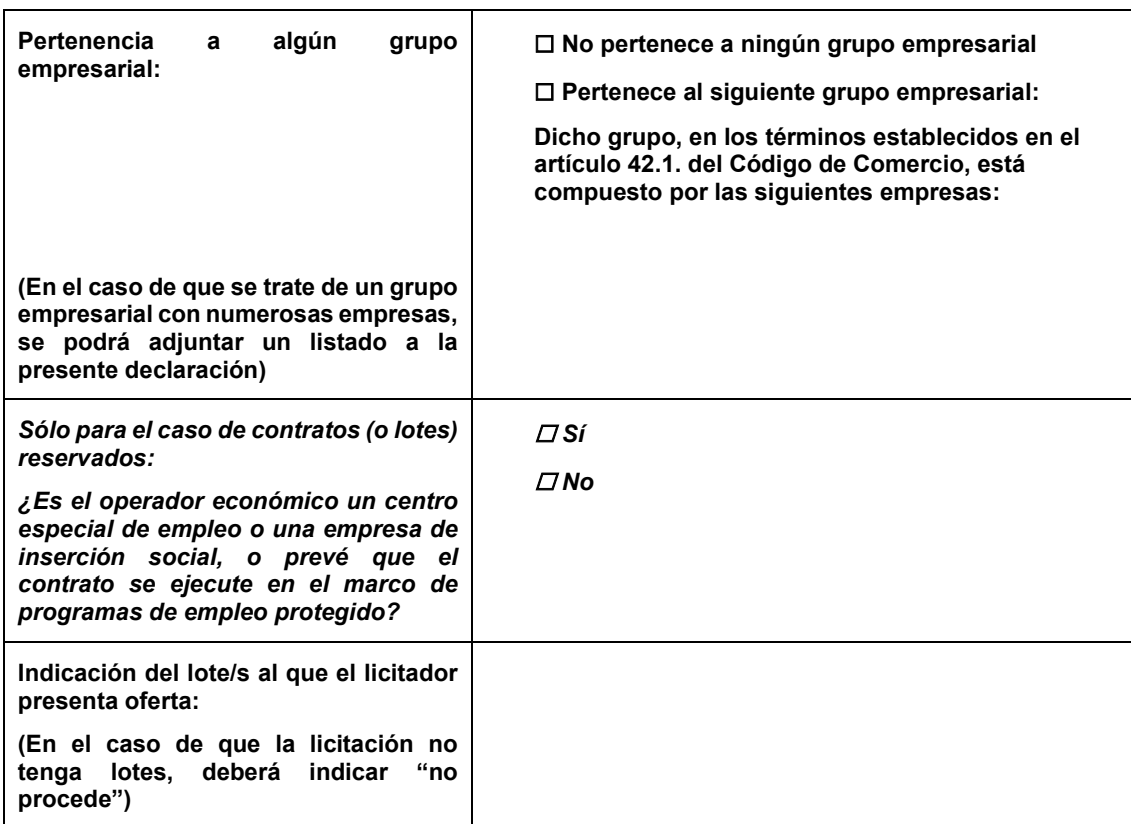 Pertenencia a algún grupo
empresarial:
(En el caso de que se trate de un grupo
empresarial con numerosas empresas,
se podrá adjuntar un listado a la
presente declaración)
☐ No pertenece a ningún grupo empresarial
☐ Pertenece al siguiente grupo empresarial:
Dicho grupo, en los términos establecidos en el
artículo 42.1. del Código de Comercio, está
compuesto por las siguientes empresas:
Sólo para el caso de contratos (o lotes)
reservados:
¿Es el operador económico un centro
especial de empleo o una empresa de
inserción social, o prevé que el
contrato se ejecute en el marco de
programas de empleo protegido?
☐ Sí
☐ No
Indicación del lote/s al que el licitador
presenta oferta:
(En el caso de que la licitación no
tenga lotes, deberá indicar “no
procede”)